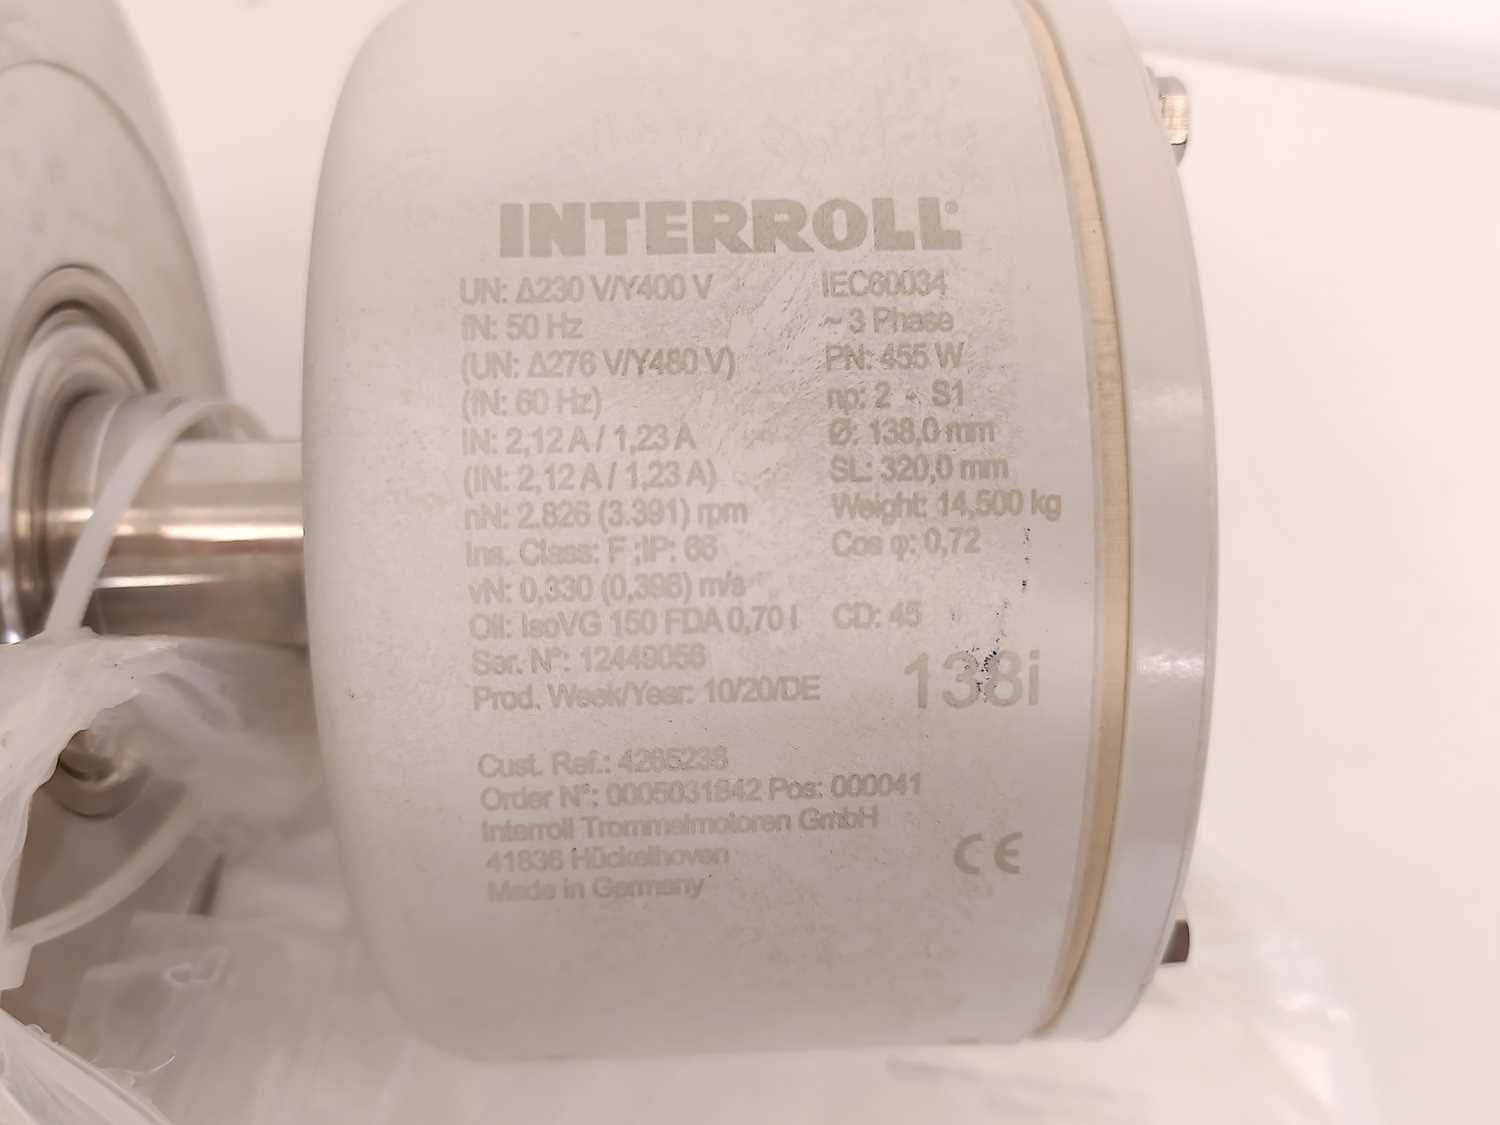 INTERROLL®
UN: Δ230 V/Y400 V IEC60034
fN: 50 Hz ~ 3 Phase
(UN: Δ276 V/Y480 V) PN: 455 W
(fN: 60 Hz) np: 2 - S1
IN: 2,12 A / 1,23 A Ø: 138,0 mm
(IN: 2,12 A / 1,23 A) SL: 320,0 mm
nN: 2.826 (3.391) rpm Weight: 14,500 kg
Ins. Class: F ;IP: 66 Cos φ: 0,72
vN: 0,330 (0,396) m/s
Oil: IsoVG 150 FDA 0,70 l CD: 45
Ser. N°: 12449056
Prod. Week/Year: 10/20/DE 138i
Cust. Ref.: 4265238
Order N°: 0005031842 Pos: 000041
Interroll Trommelmotoren GmbH
41836 Hückelhoven
Made in Germany CE